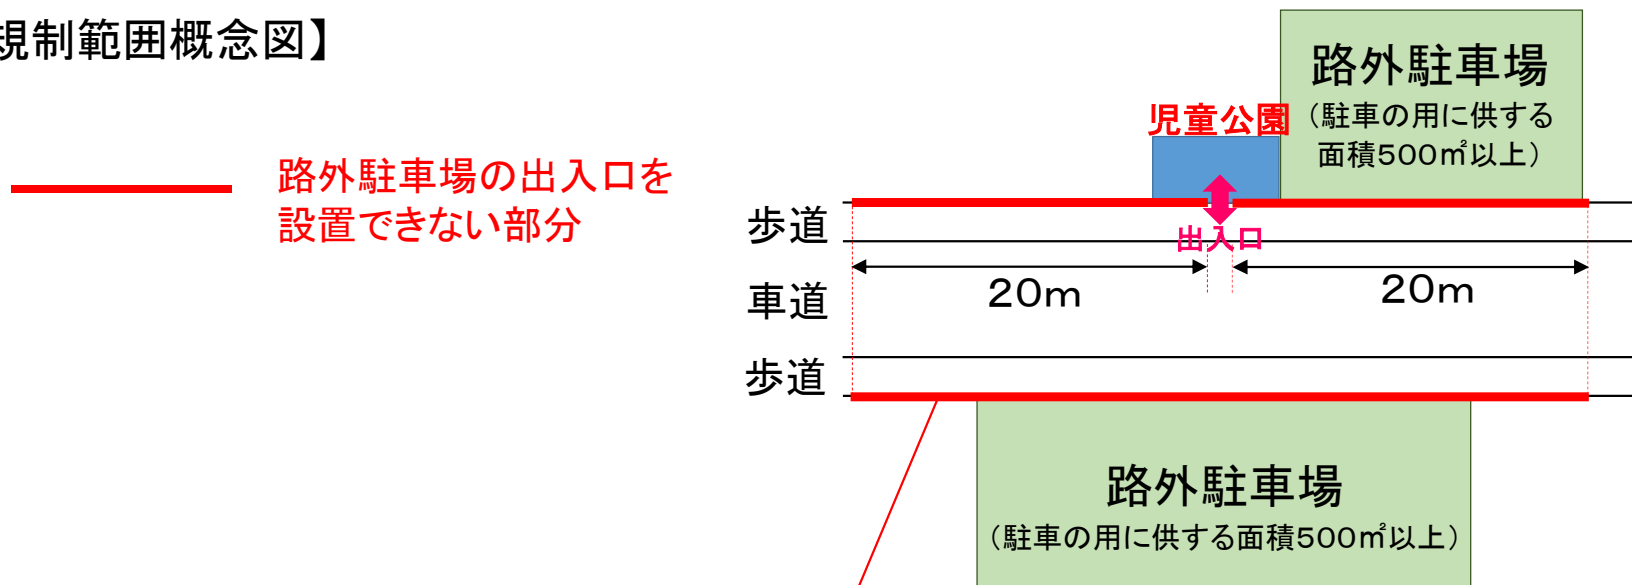 規制範囲概念図】
路外駐車場の出入口を
設置できない部分
路外駐車場
（駐車の用に供する
面積500㎡以上）
児童公園
歩道
出入口
20m
20m
車道
歩道
路外駐車場
（駐車の用に供する面積500㎡以上）